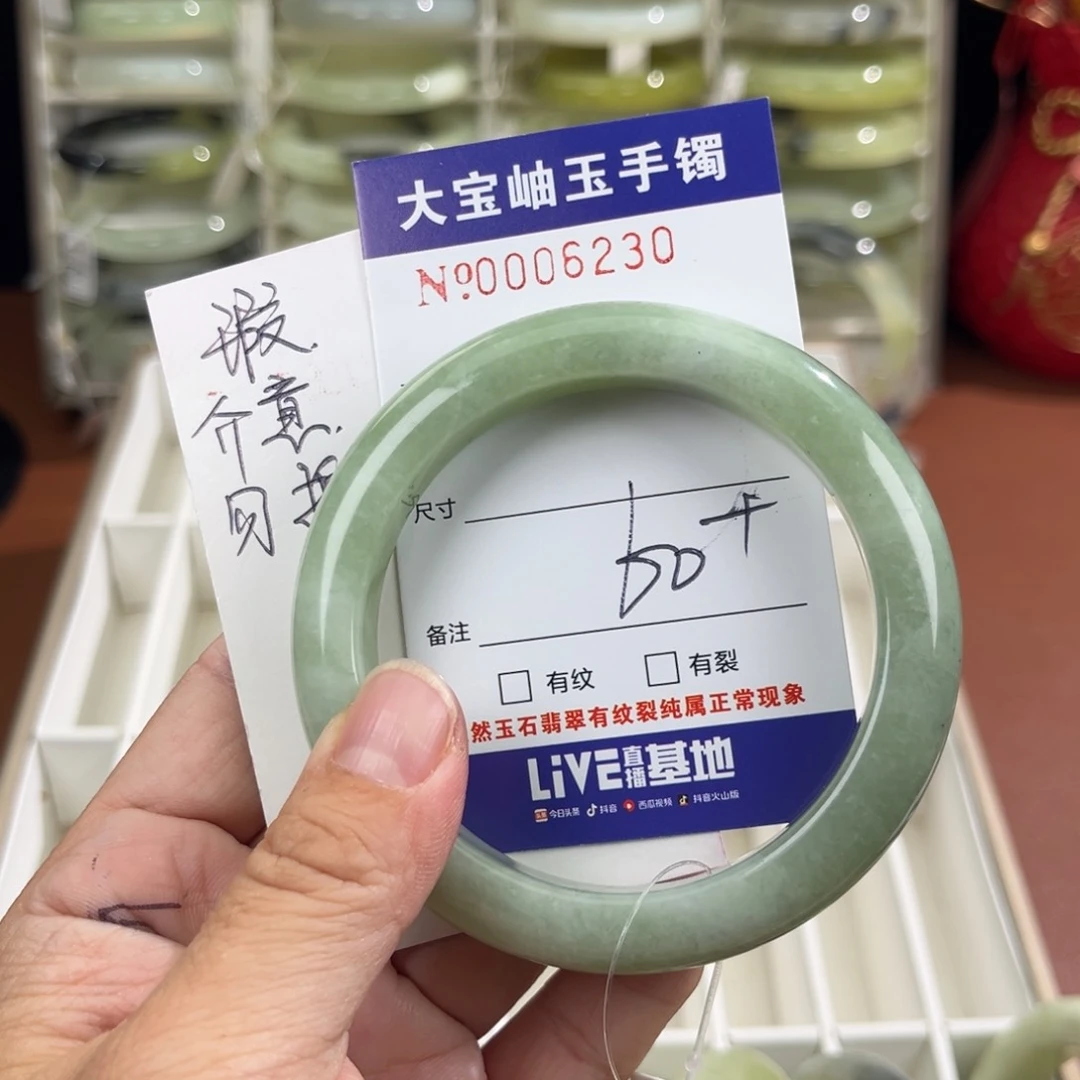 大宝岫玉手镯
№0006230
瑕
介意
勿
尺寸 60+
备注
有纹 有裂
然玉石翡翠有纹裂纯属正常现象
LiVE直播基地
今日头条 抖音 西瓜视频 抖音火山版